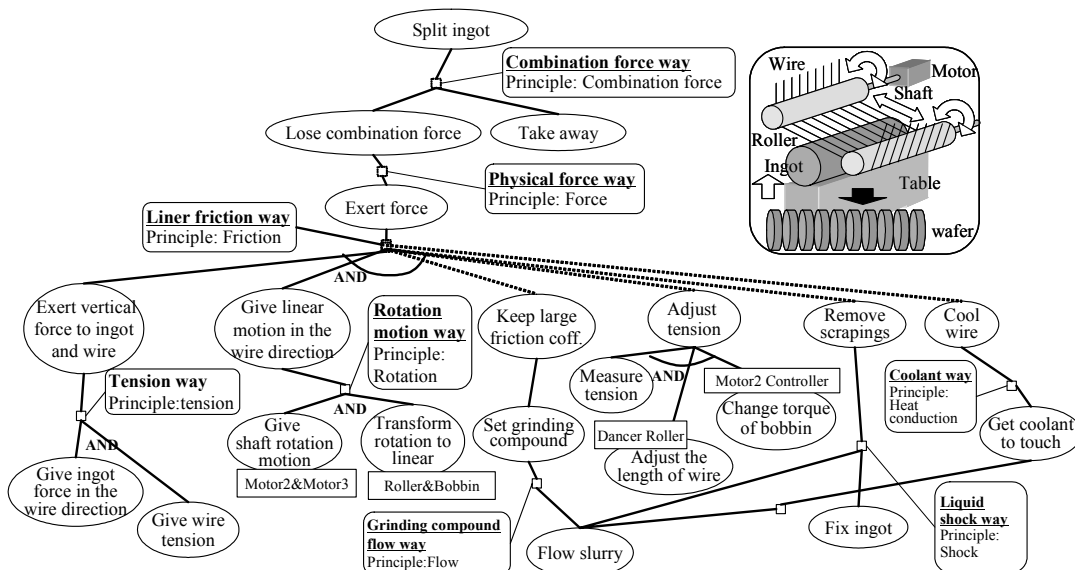 Split ingot
Combination force way
Principle: Combination force
Lose combination force
Take away
Physical force way
Principle: Force
Exert force
Liner friction way
Principle: Friction
AND
Wire
Motor
Shaft
Roller
Ingot
Table
wafer
Exert vertical
force to ingot
and wire
Give linear
motion in the
wire direction
Rotation
motion way
Principle:
Rotation
Keep large
friction coff.
Adjust
tension
Remove
scrapings
Cool
wire
Tension way
Principle:tension
AND
Measure
tension
AND
Motor2 Controller
Change torque
of bobbin
Coolant way
Principle:
Heat
conduction
AND
Give
shaft rotation
motion
Motor2&Motor3
Transform
rotation to
linear
Roller&Bobbin
Set grinding
compound
Dancer Roller
Adjust the
length of wire
Get coolant
to touch
Give ingot
force in the
wire direction
Give wire
tension
Grinding compound
flow way
Principle:Flow
Flow slurry
Fix ingot
Liquid
shock way
Principle:
Shock